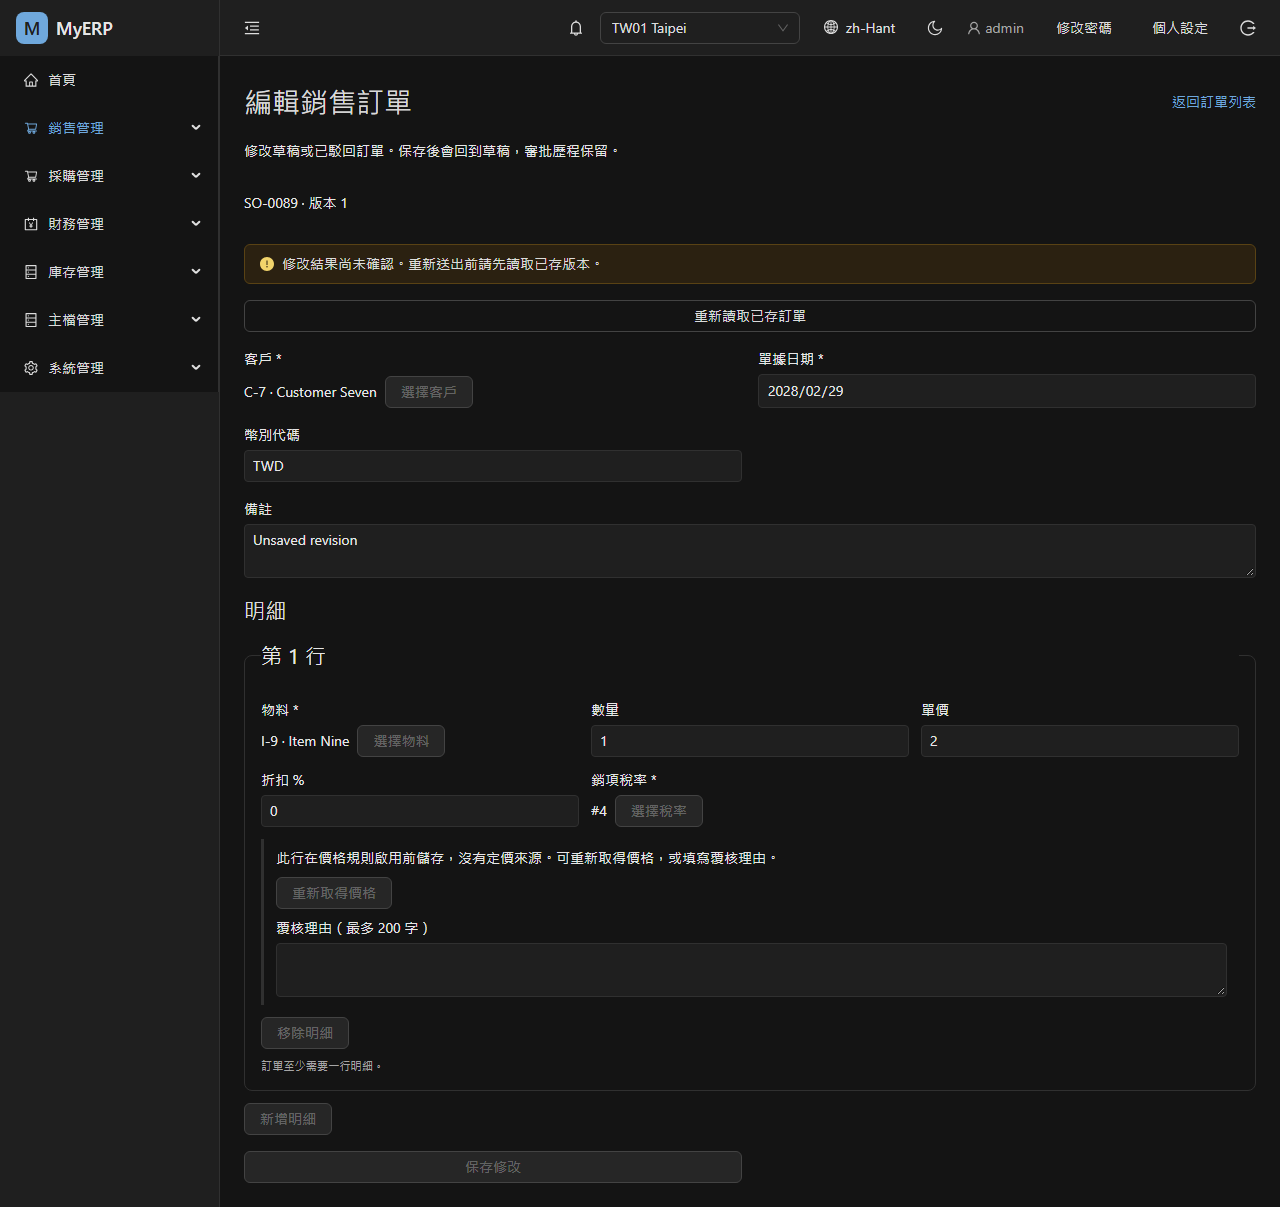 M MyERP
TW01 Taipei
zh-Hant
admin
修改密碼
個人設定
首頁
銷售管理
採購管理
財務管理
庫存管理
主檔管理
系統管理
編輯銷售訂單
返回訂單列表
修改草稿或已駁回訂單。保存後會回到草稿，審批歷程保留。
SO-0089 · 版本 1
修改結果尚未確認。重新送出前請先讀取已存版本。
重新讀取已存訂單
客戶 *
C-7 · Customer Seven
選擇客戶
單據日期 *
2028/02/29
幣別代碼
TWD
備註
Unsaved revision
明細
第 1 行
物料 *
I-9 · Item Nine
選擇物料
數量
1
單價
2
折扣 %
0
銷項稅率 *
#4
選擇稅率
此行在價格規則啟用前儲存，沒有定價來源。可重新取得價格，或填寫覆核理由。
重新取得價格
覆核理由（最多 200 字）
移除明細
訂單至少需要一行明細。
新增明細
保存修改